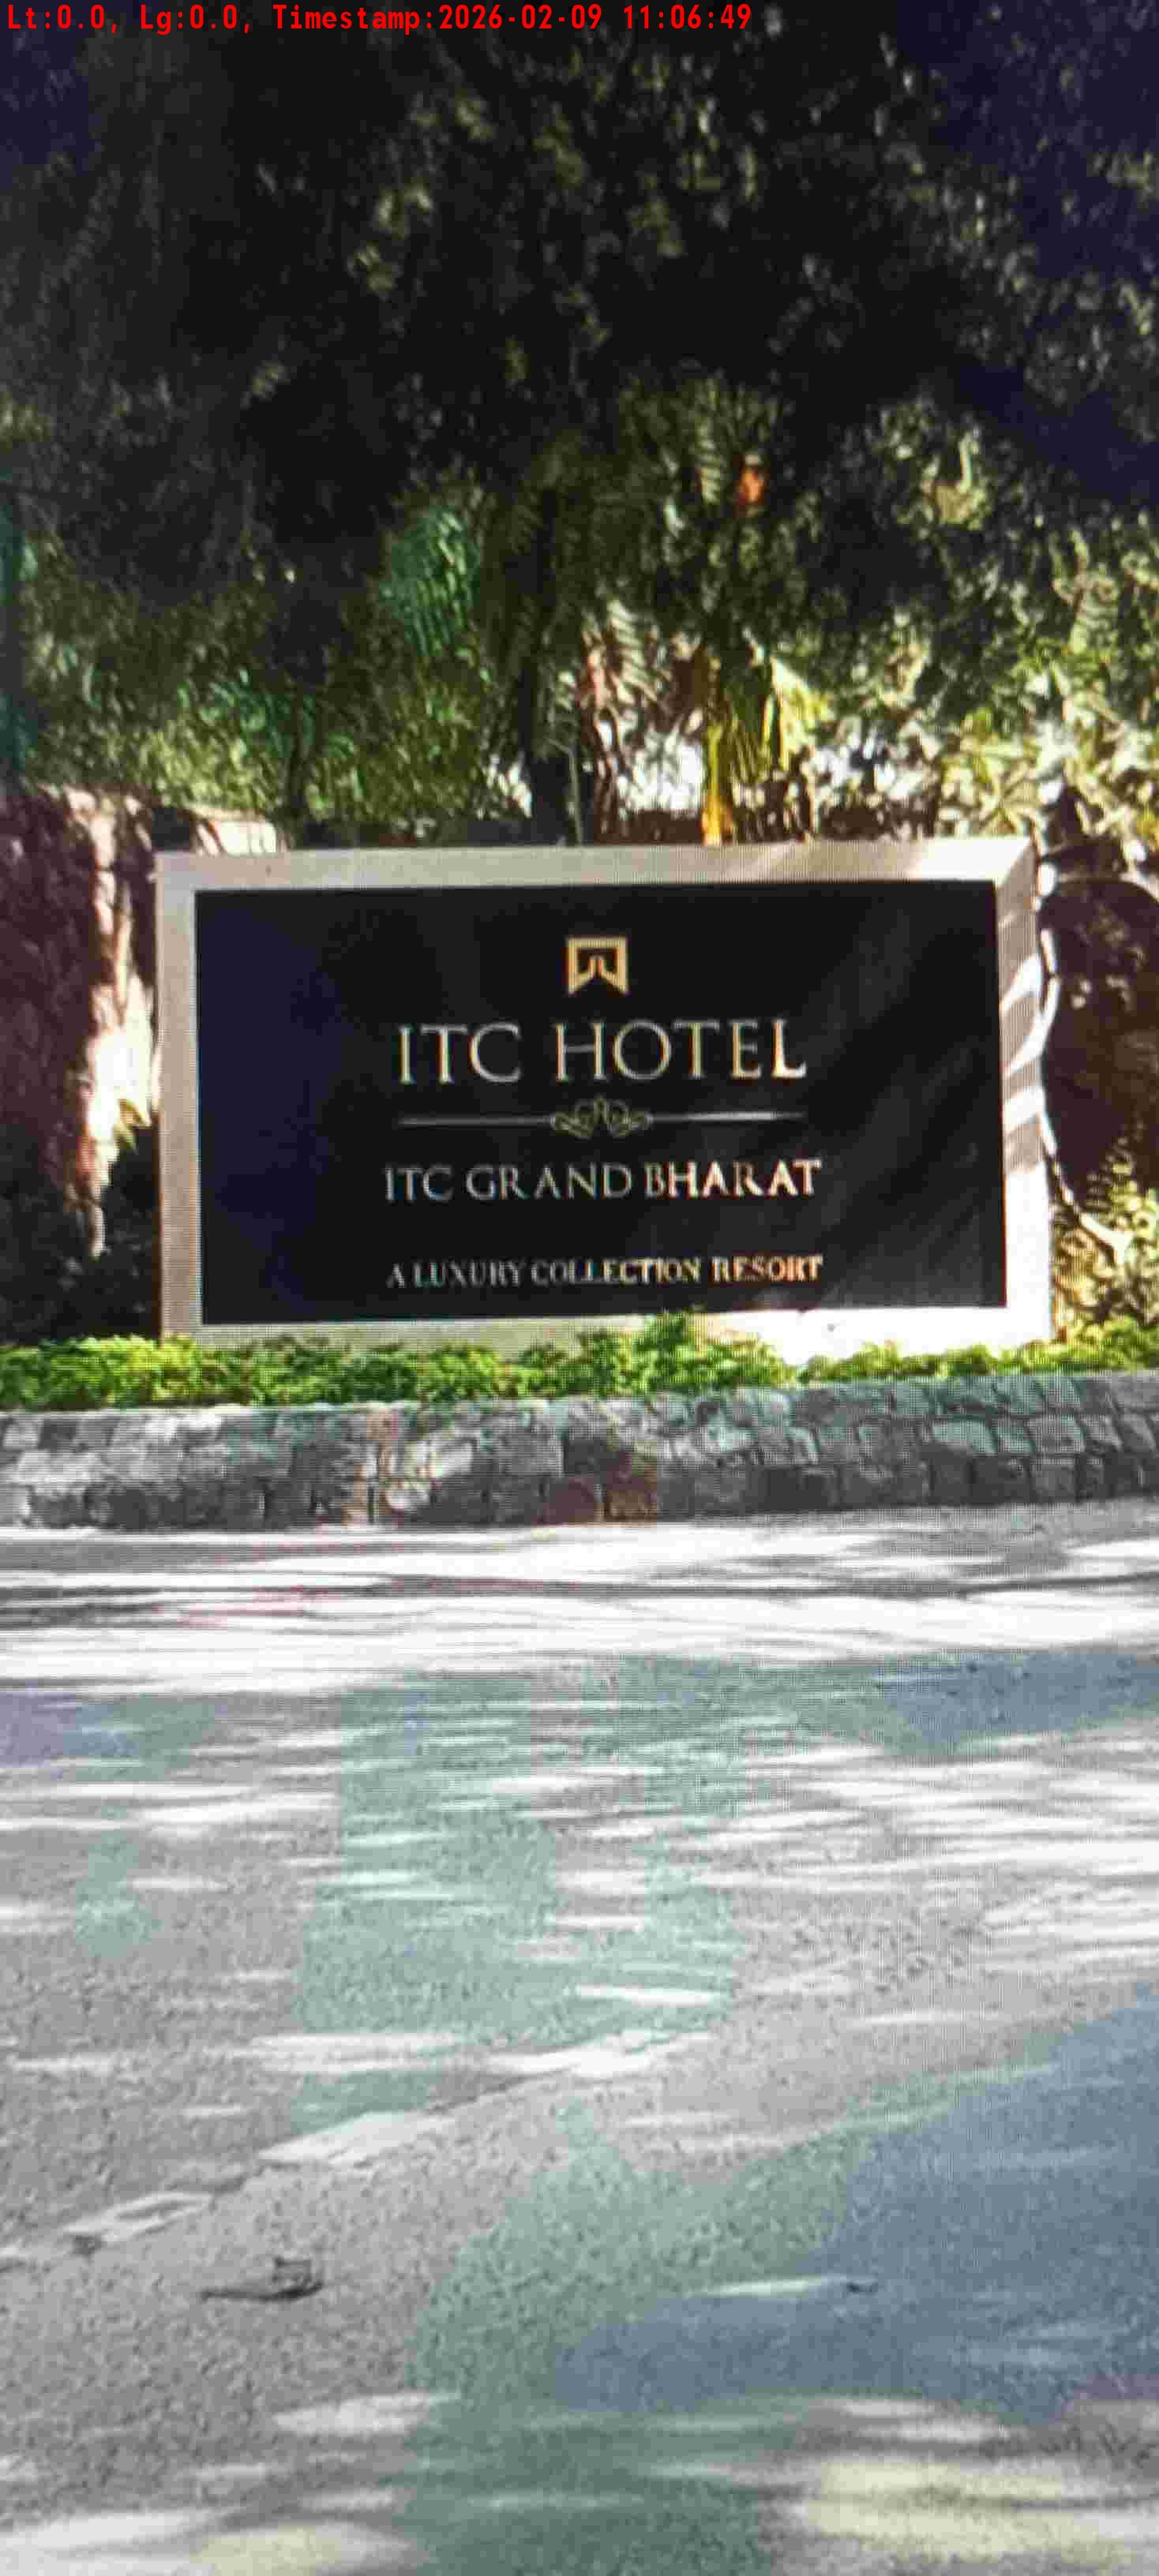 Lt:0.0, Lg:0.0, Timestamp:2026-02-09 11:06:49
ITC HOTEL
ITC GRAND BHARAT
A LUXURY COLLECTION RESORT